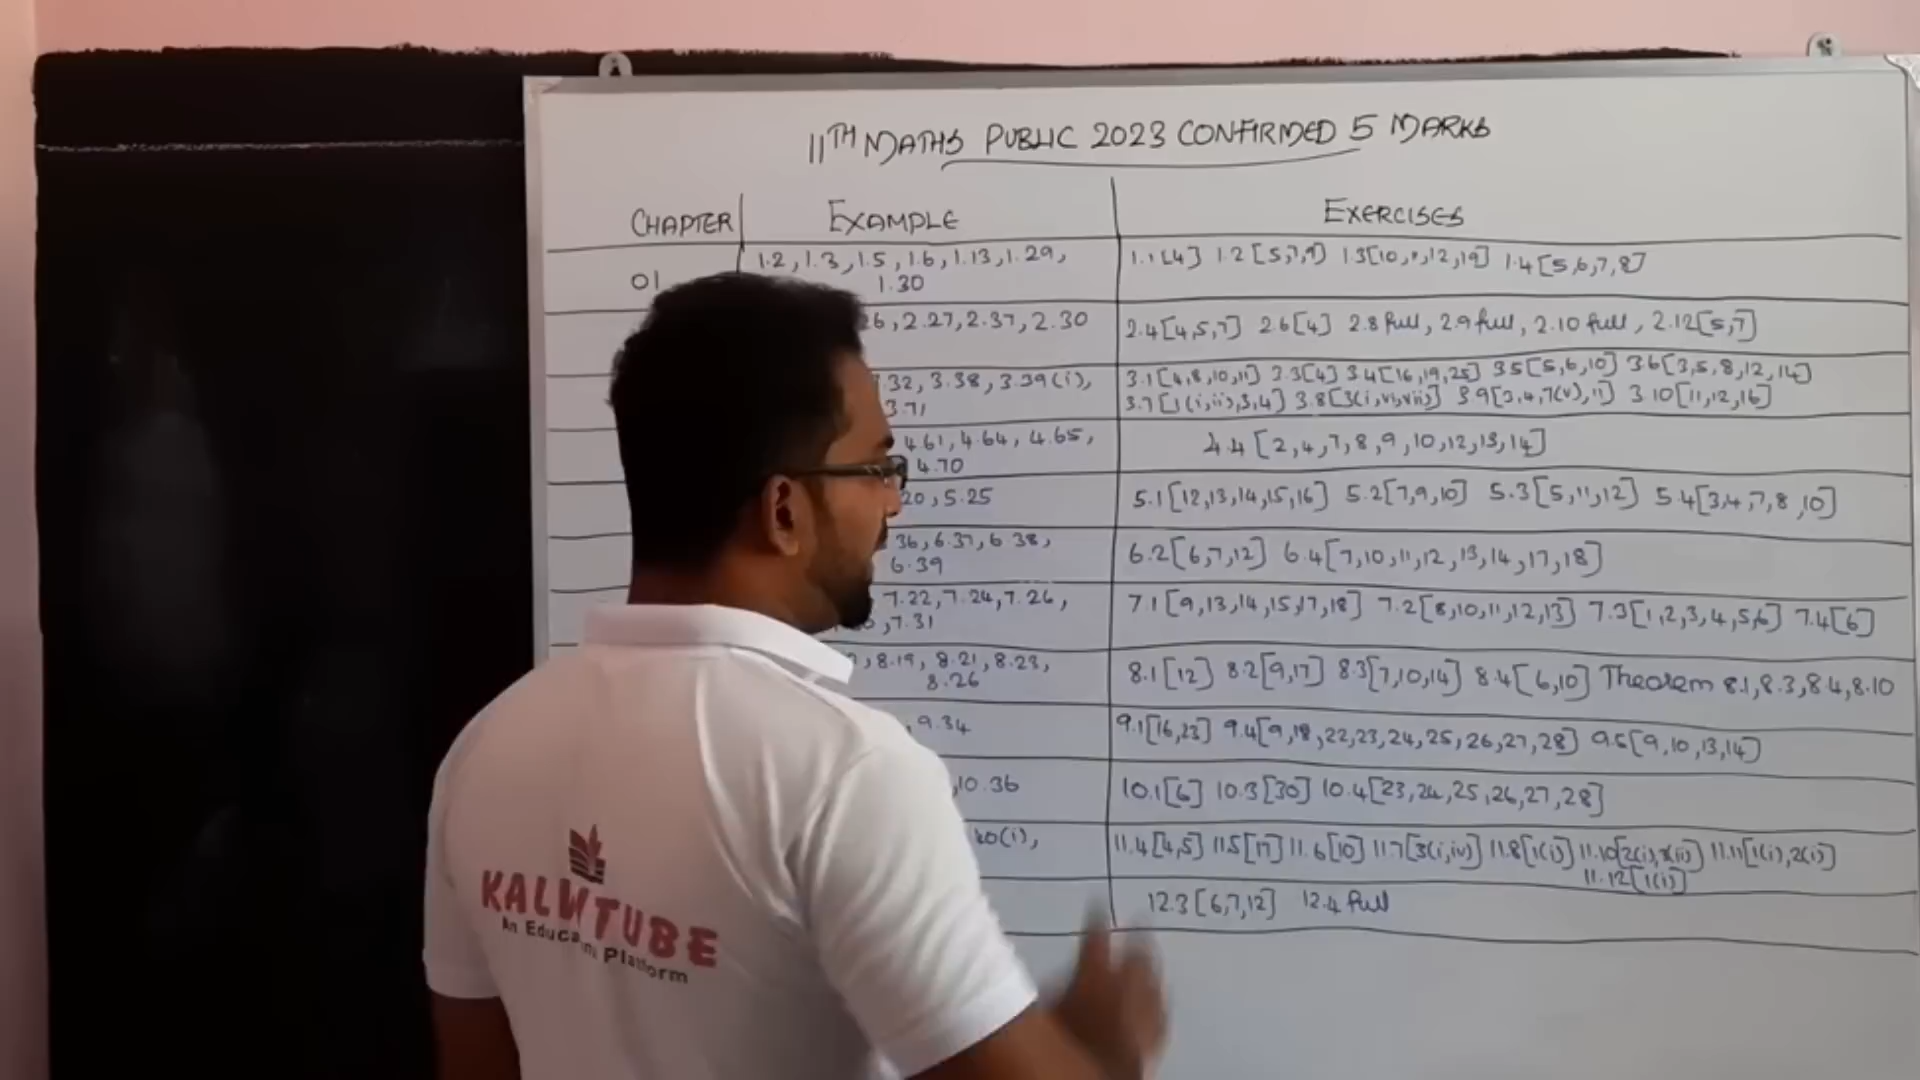 11TH MATHS PUBLIC 2023 CONFIRMED 5 MARKS
CHAPTER EXAMPLE EXERCISES
1.2, 1.3, 1.5, 1.6, 1.13, 1.29,
01 1.30
1.1[4] 1.2[5,7,9] 1.4[5,6,7,8]
26, 2.27, 2.37, 2.30
2.4[4,5,7] 2.6[4] 2.8 full, 2.9 full, 2.10 full, 2.12[5,7]
.32, 3.38, 3.39(i),
3.71
3.1[4,8,10,11] 3.3[4] 3.4[16,19,25] 3.5[5,6,10] 3.6[3,5,8,12,14]
3.7[1(i,ii),3,4] 3.10[11,12,16]
4.61, 4.64, 4.65,
4.70
4.4[2,4,7,8,9,10,12,13,14]
20, 5.25
5.1[12,13,14,15,16] 5.2[7,9,10] 5.3[5,11,12] 5.4[3,4,7,8,10]
36, 6.37, 6.38,
6.39
6.2[6,7,12] 6.4[7,10,11,12,13,14,17,18]
7.22, 7.24, 7.26,
, 7.31
7.1[9,13,14,15,17,18] 7.2[8,10,11,12,13] 7.3[1,2,3,4,5,6] 7.4[6]
, 8.19, 8.21, 8.23,
8.26
8.1[12] 8.2[9,17] 8.3[7,10,14] 8.4[6,10] Theorem 8.1, 8.3, 8.4, 8.10
, 9.34
9.1[16,23] 9.4[9,18,22,23,24,25,26,27,28] [9,10,13,14]
, 10.36
10.1[6] 10.3[30] 10.4[23,24,25,26,27,28]
40(i),
11.4[4,5] 11.5[17] 11.6[10] 11.7[3(i,iv)] 11.8[1(i)] 11.11[1(i),2(i)]
11.12[1(i)]
12.3[6,7,12] 12.4 full
KALWITUBE
An Education Platform